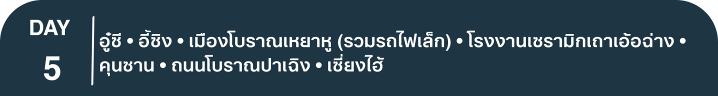 DAY
5
อู๋ซี • อี้ซิง • เมืองโบราณเหยาหู (รวมรถไฟเล็ก) • โรงงานเซรามิกเถาเอ้อฉ่าง •
คุนซาน • ถนนโบราณปาเฉิง • เซี่ยงไฮ้